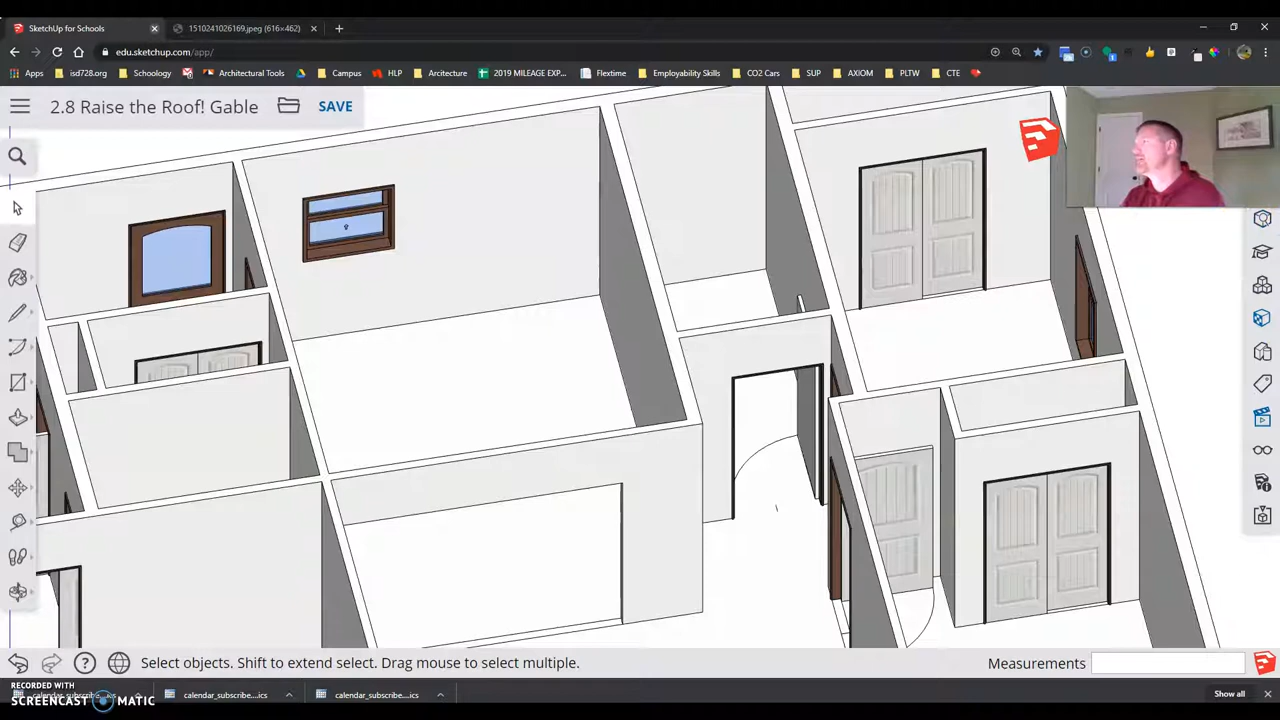 SketchUp for Schools
1510241026169.jpeg (616×462)
edu.sketchup.com/app/
Apps
isd728.org
Schoology
Architectural Tools
Campus
HLP
Arcitecture
2019 MILEAGE EXP...
Flextime
Employability Skills
CO2 Cars
SUP
AXIOM
PLTW
CTE
2.8 Raise the Roof! Gable
SAVE
Select objects. Shift to extend select. Drag mouse to select multiple.
Measurements
calendar_subscribe....ics
calendar_subscribe....ics
calendar_subscribe....ics
Show all
RECORDED WITH
SCREENCAST MATIC